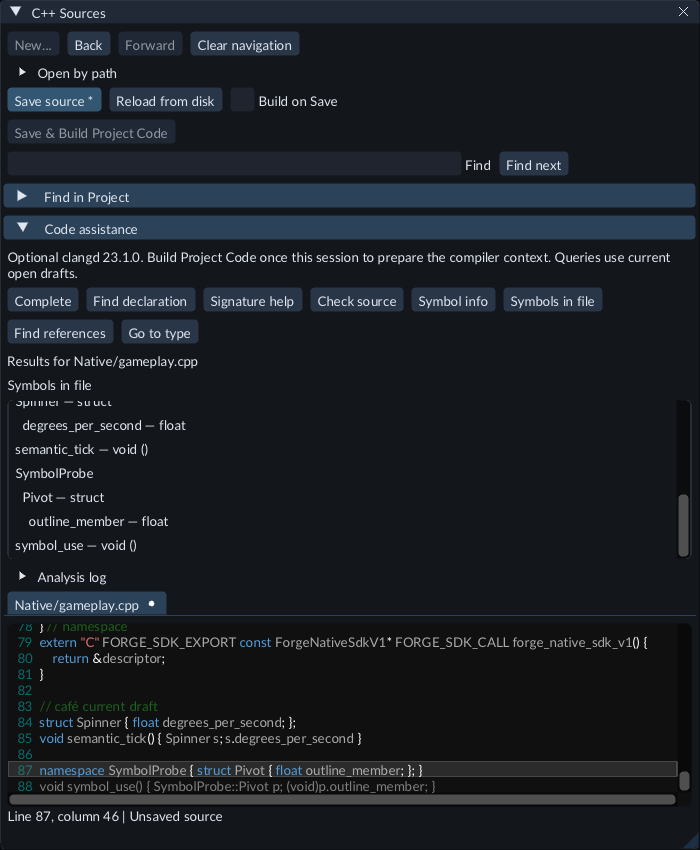 C++ Sources
New... Back Forward Clear navigation
Open by path
Save source * Reload from disk Build on Save
Save & Build Project Code
Find Find next
Find in Project
Code assistance
Optional clangd 23.1.0. Build Project Code once this session to prepare the compiler context. Queries use current
open drafts.
Complete Find declaration Signature help Check source Symbol info Symbols in file
Find references Go to type
Results for Native/gameplay.cpp
Symbols in file
Spinner — struct
degrees_per_second — float
semantic_tick — void ()
SymbolProbe
Pivot — struct
outline_member — float
symbol_use — void ()
Analysis log
Native/gameplay.cpp
78 } // namespace
79 extern "C" FORGE_SDK_EXPORT const ForgeNativeSdkV1* FORGE_SDK_CALL forge_native_sdk_v1() {
80 return &descriptor;
81 }
82
83 // café current draft
84 struct Spinner { float degrees_per_second; };
85 void semantic_tick() { Spinner s; s.degrees_per_second }
86
87 namespace SymbolProbe { struct Pivot { float outline_member; }; }
88 void symbol_use() { SymbolProbe::Pivot p; (void)p.outline_member; }
Line 87, column 46 | Unsaved source